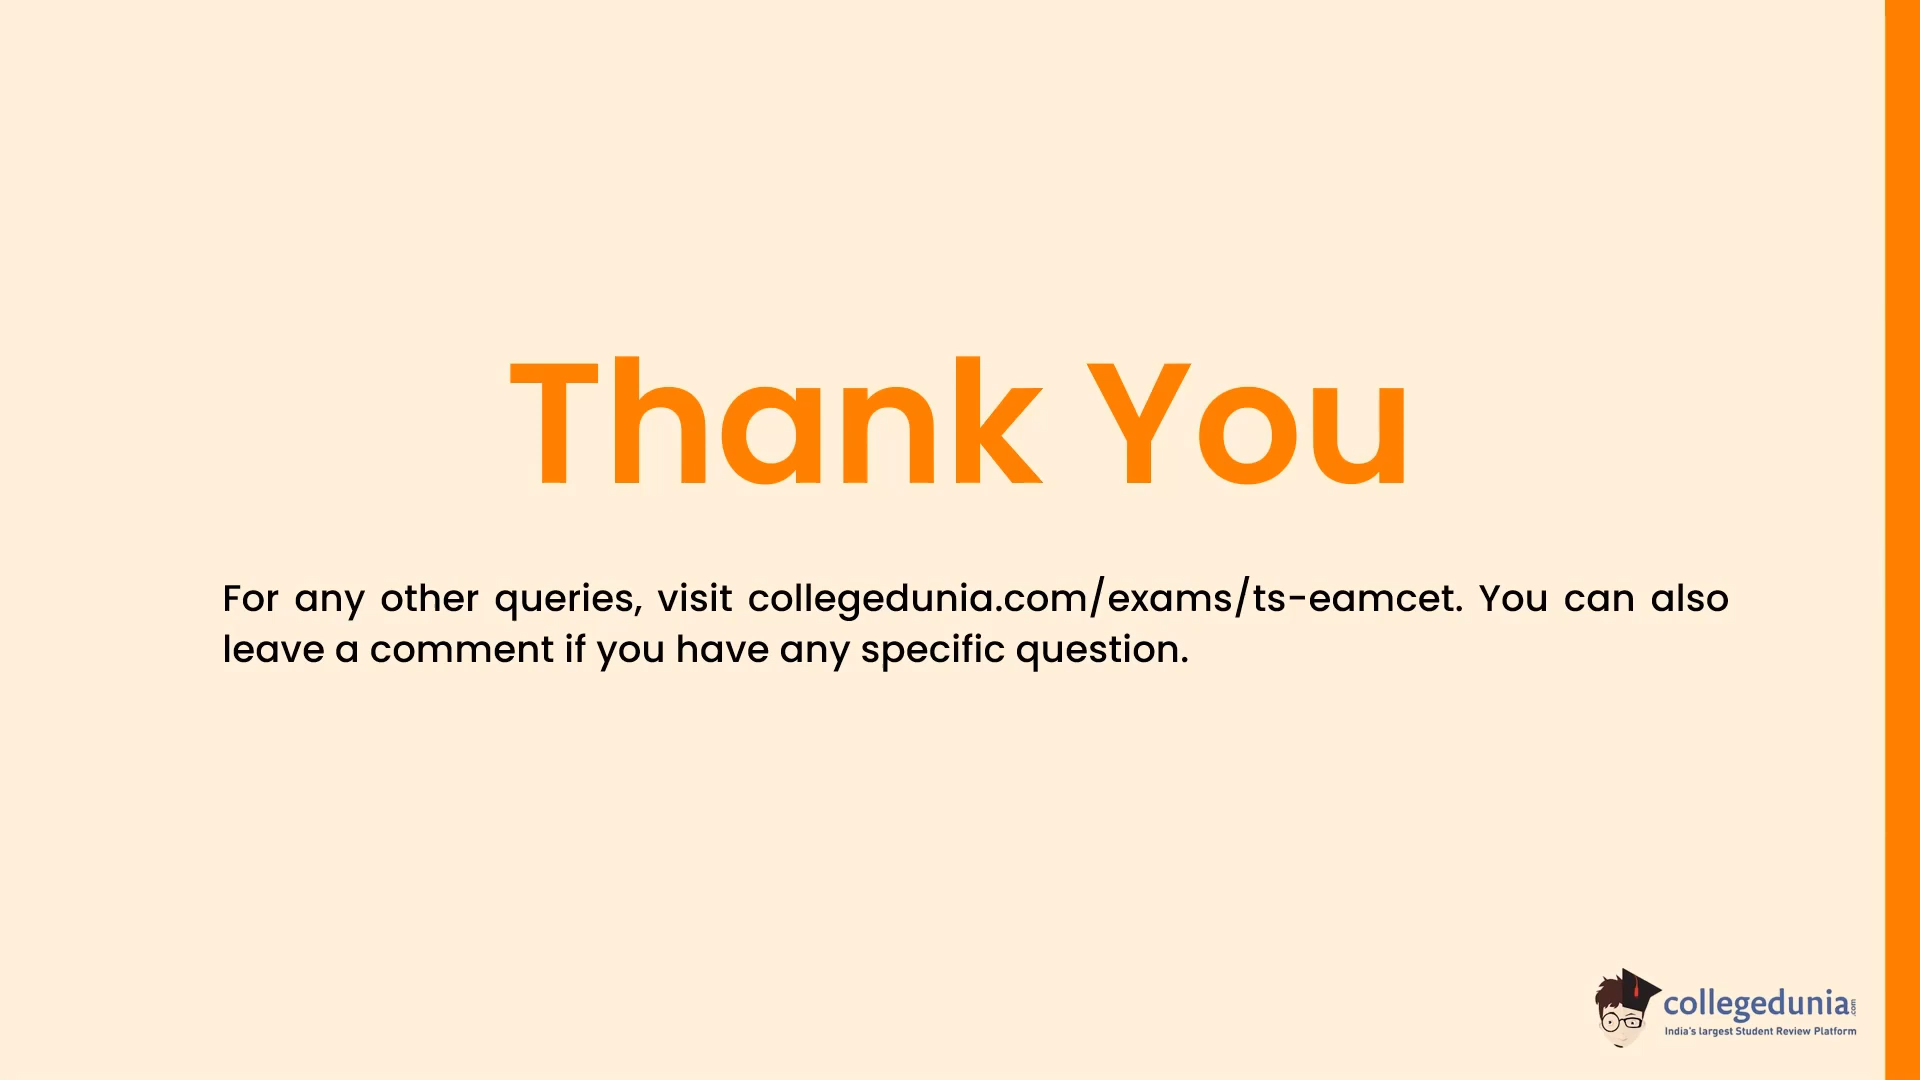 Thank You
For any other queries, visit collegedunia.com/exams/ts-eamcet. You can also
leave a comment if you have any specific question.
collegedunia.com
India's largest Student Review Platform